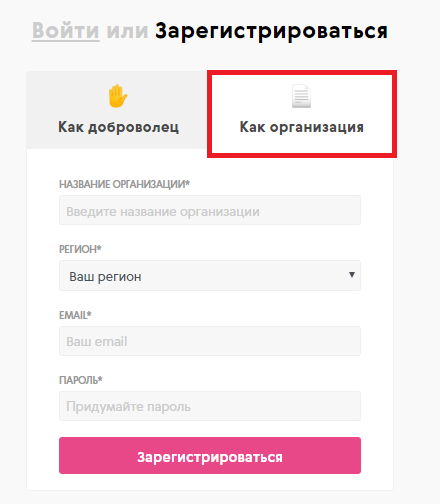 Войти или Зарегистрироваться
Как доброволец
Как организация
НАЗВАНИЕ ОРГАНИЗАЦИИ*
Введите название организации
РЕГИОН*
Ваш регион
EMAIL*
Ваш email
ПАРОЛЬ*
Придумайте пароль
Зарегистрироваться